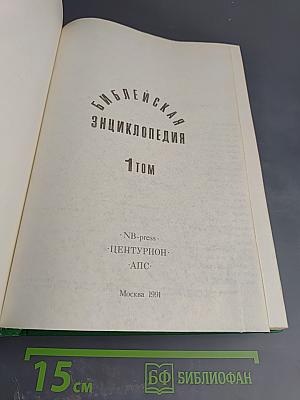 БИБЛЕЙСКАЯ
ЭНЦИКЛОПЕДИЯ
1 ТОМ
·NB-press·
·ЦЕНТУРИОН·
·АПС·
Москва 1991
15 см
БФ БИБЛИОФАН